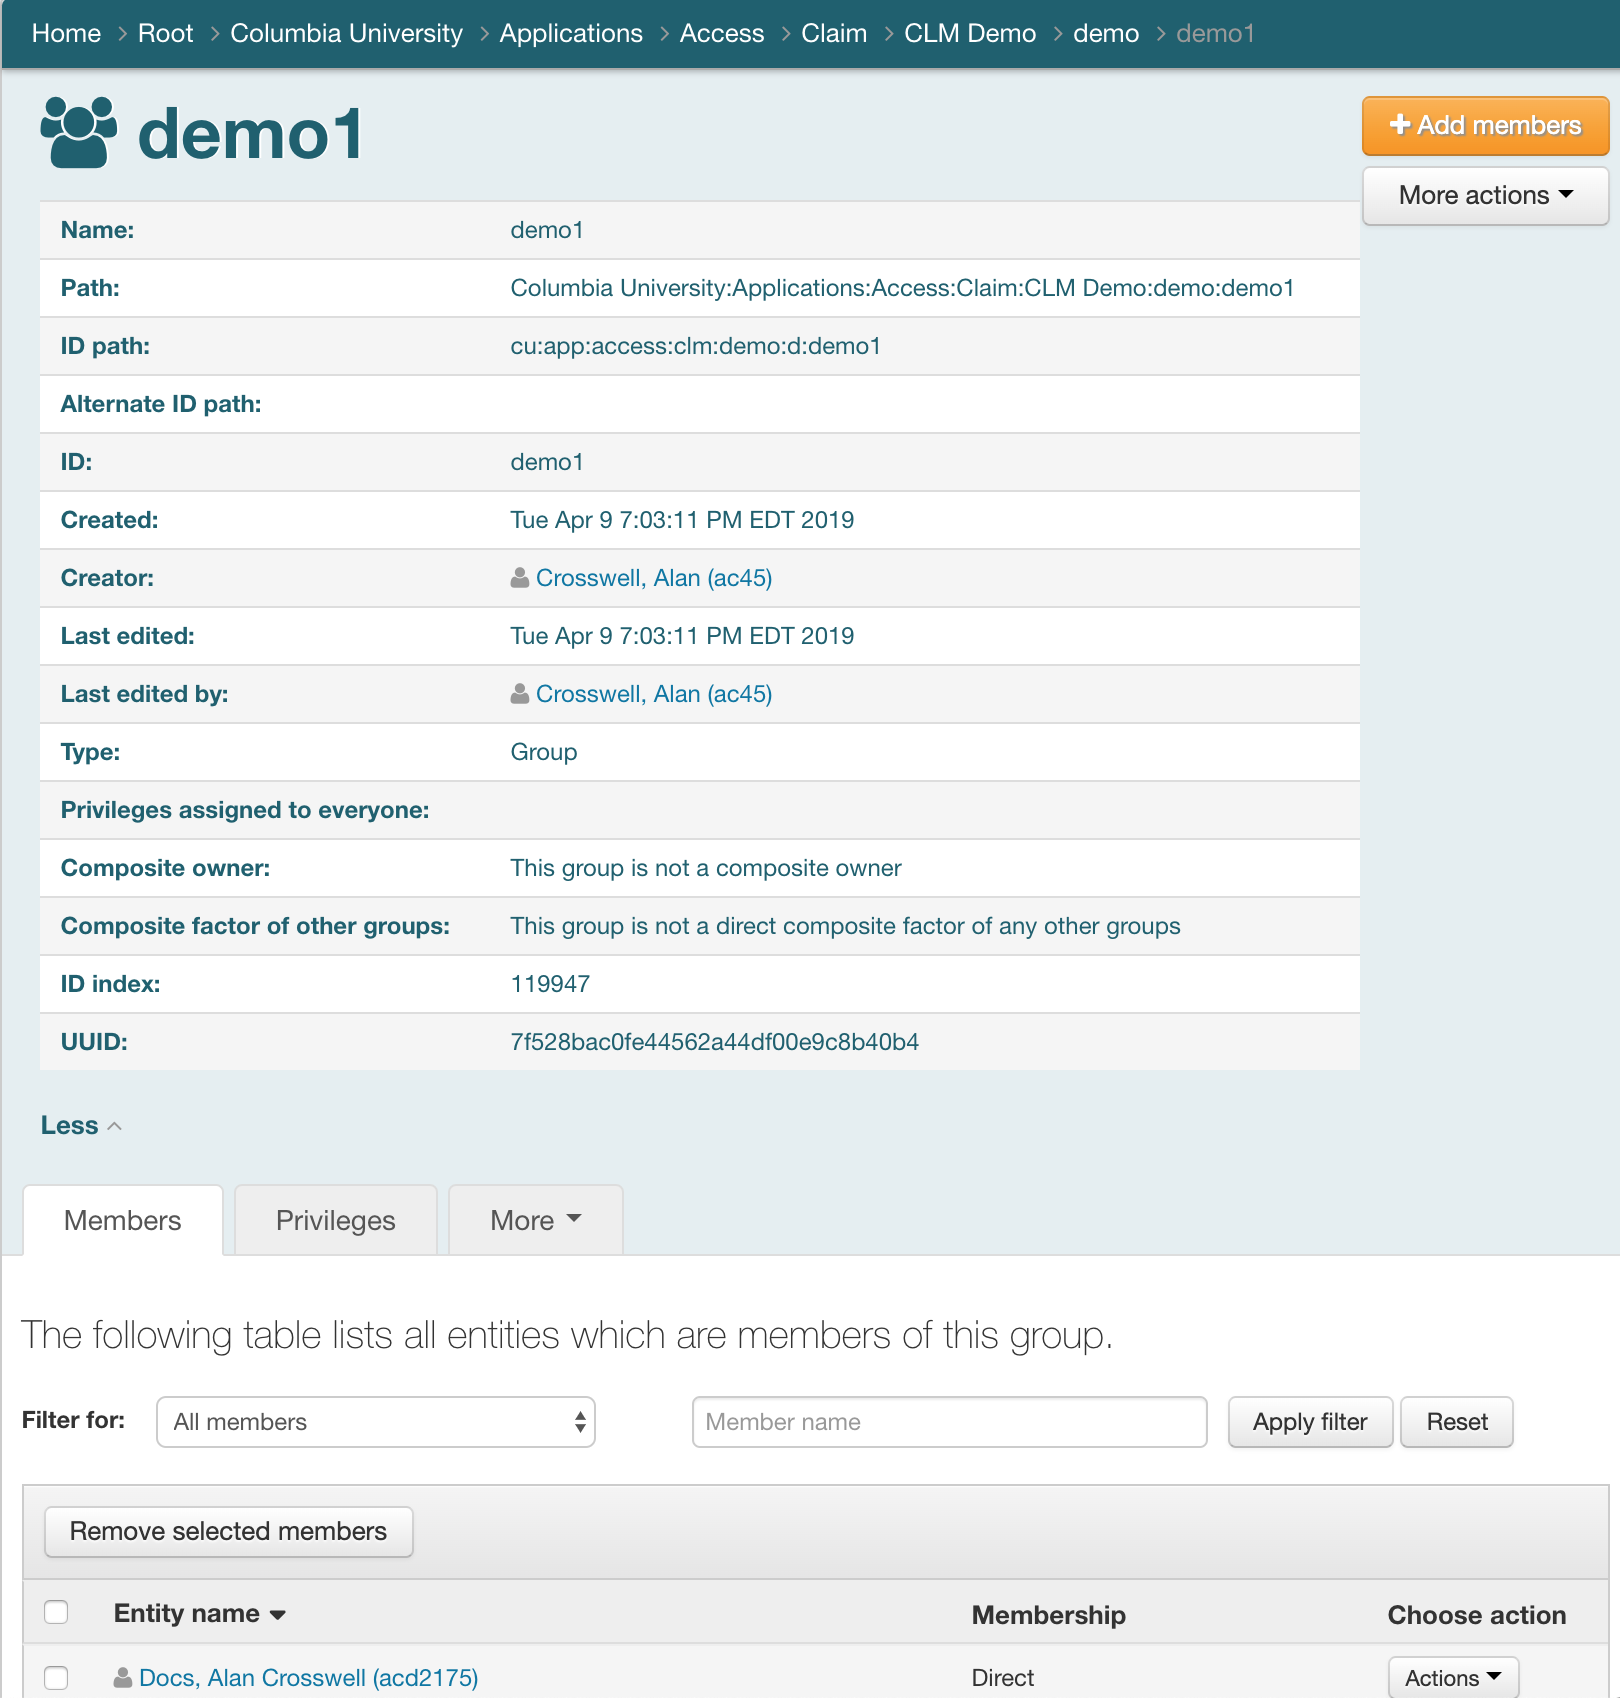 Home > Root > Columbia University > Applications > Access > Claim > CLM Demo > demo > demo1
demo1
+ Add members
More actions
Name: demo1
Path: Columbia University:Applications:Access:Claim:CLM Demo:demo:demo1
ID path: cu:app:access:clm:demo:d:demo1
Alternate ID path:
ID: demo1
Created: Tue Apr 9 7:03:11 PM EDT 2019
Creator: Crosswell, Alan (ac45)
Last edited: Tue Apr 9 7:03:11 PM EDT 2019
Last edited by: Crosswell, Alan (ac45)
Type: Group
Privileges assigned to everyone:
Composite owner: This group is not a composite owner
Composite factor of other groups: This group is not a direct composite factor of any other groups
ID index: 119947
UUID: 7f528bac0fe44562a44df00e9c8b40b4
Less
Members Privileges More
The following table lists all entities which are members of this group.
Filter for: All members Member name Apply filter Reset
Remove selected members
Entity name Membership Choose action
Docs, Alan Crosswell (acd2175) Direct Actions